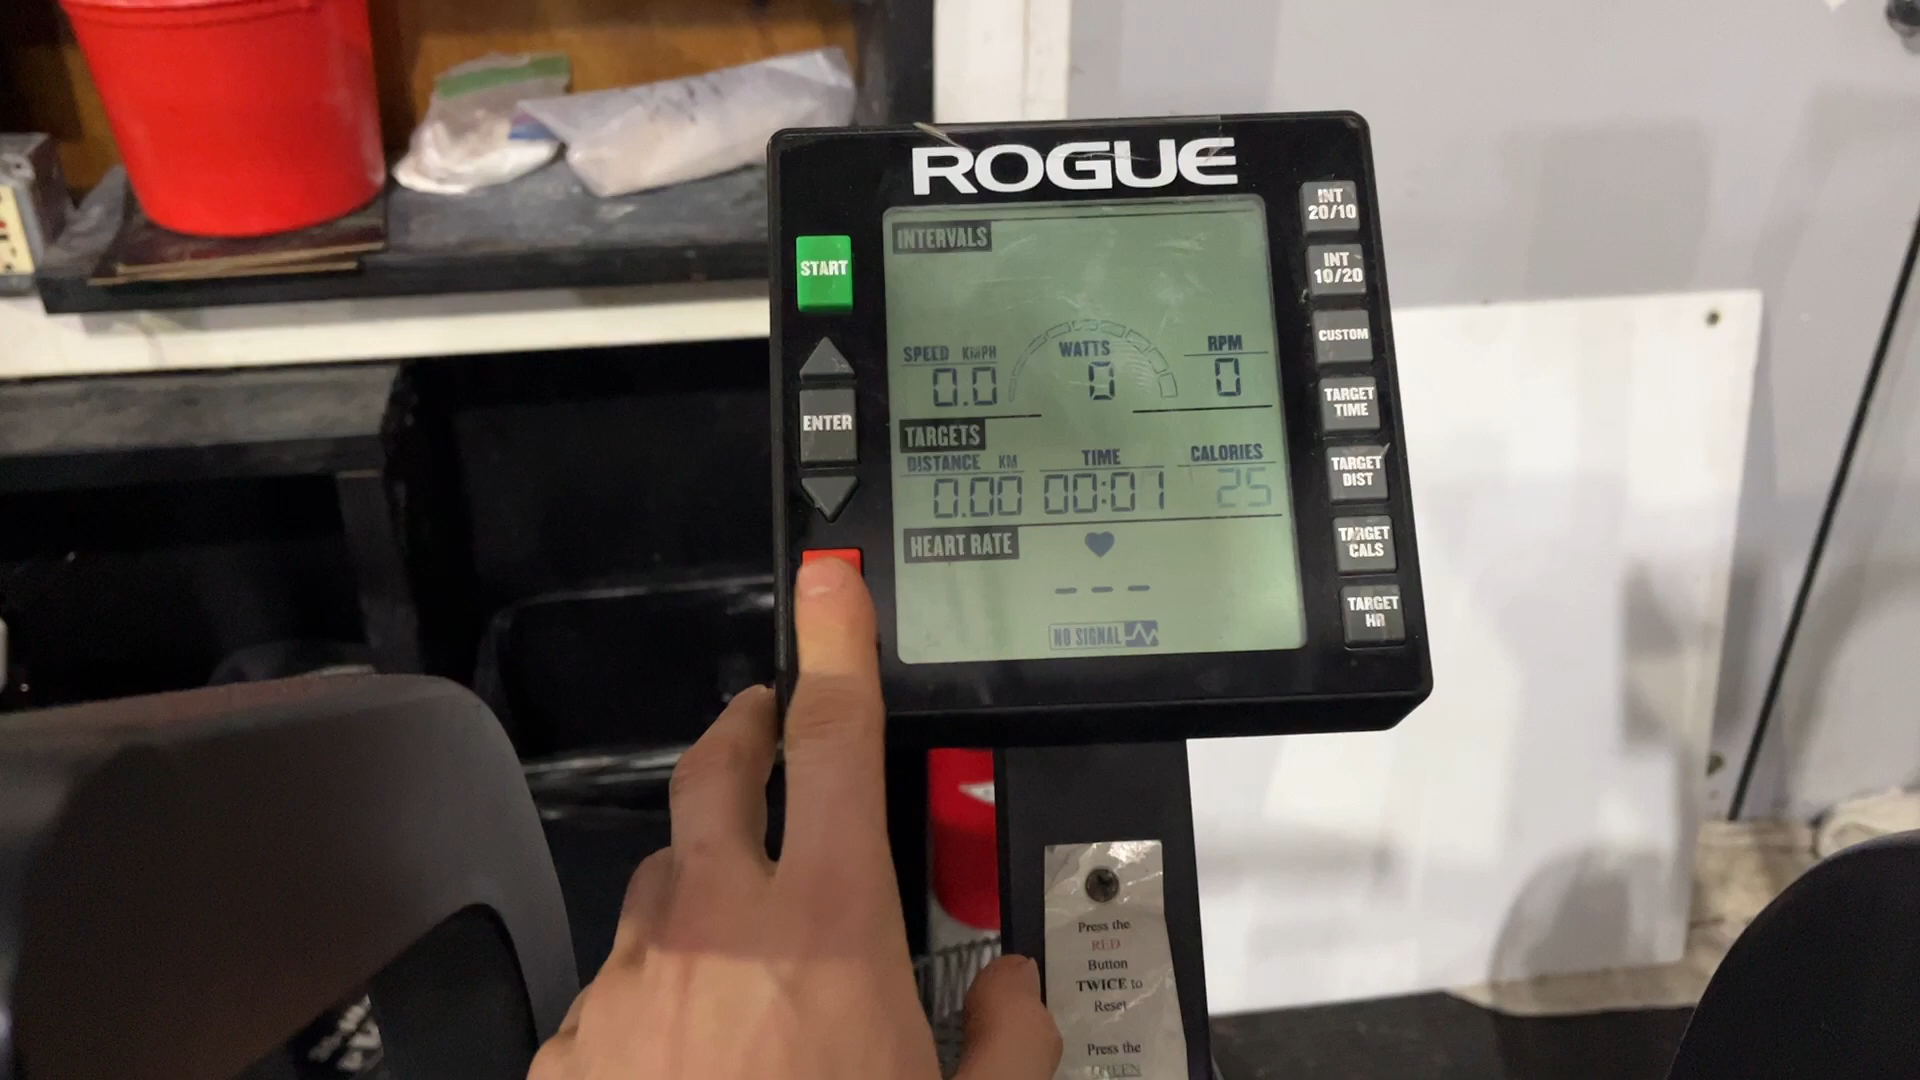 ROGUE
INTERVALS
START
ENTER
SPEED KMPH
0.0
WATTS
0
RPM
0
TARGETS
DISTANCE KM
0.00
TIME
00:01
CALORIES
25
HEART RATE
---
NO SIGNAL
INT
20/10
INT
10/20
CUSTOM
TARGET
TIME
TARGET
DIST
TARGET
CALS
TARGET
HR
Press the
RED
Button
TWICE to
Reset
Press the
GREEN